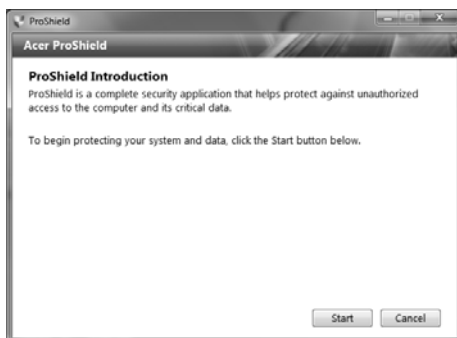 ProShield
Acer ProShield
ProShield Introduction
ProShield is a complete security application that helps protect against unauthorized
access to the computer and its critical data.
To begin protecting your system and data, click the Start button below.
Start Cancel